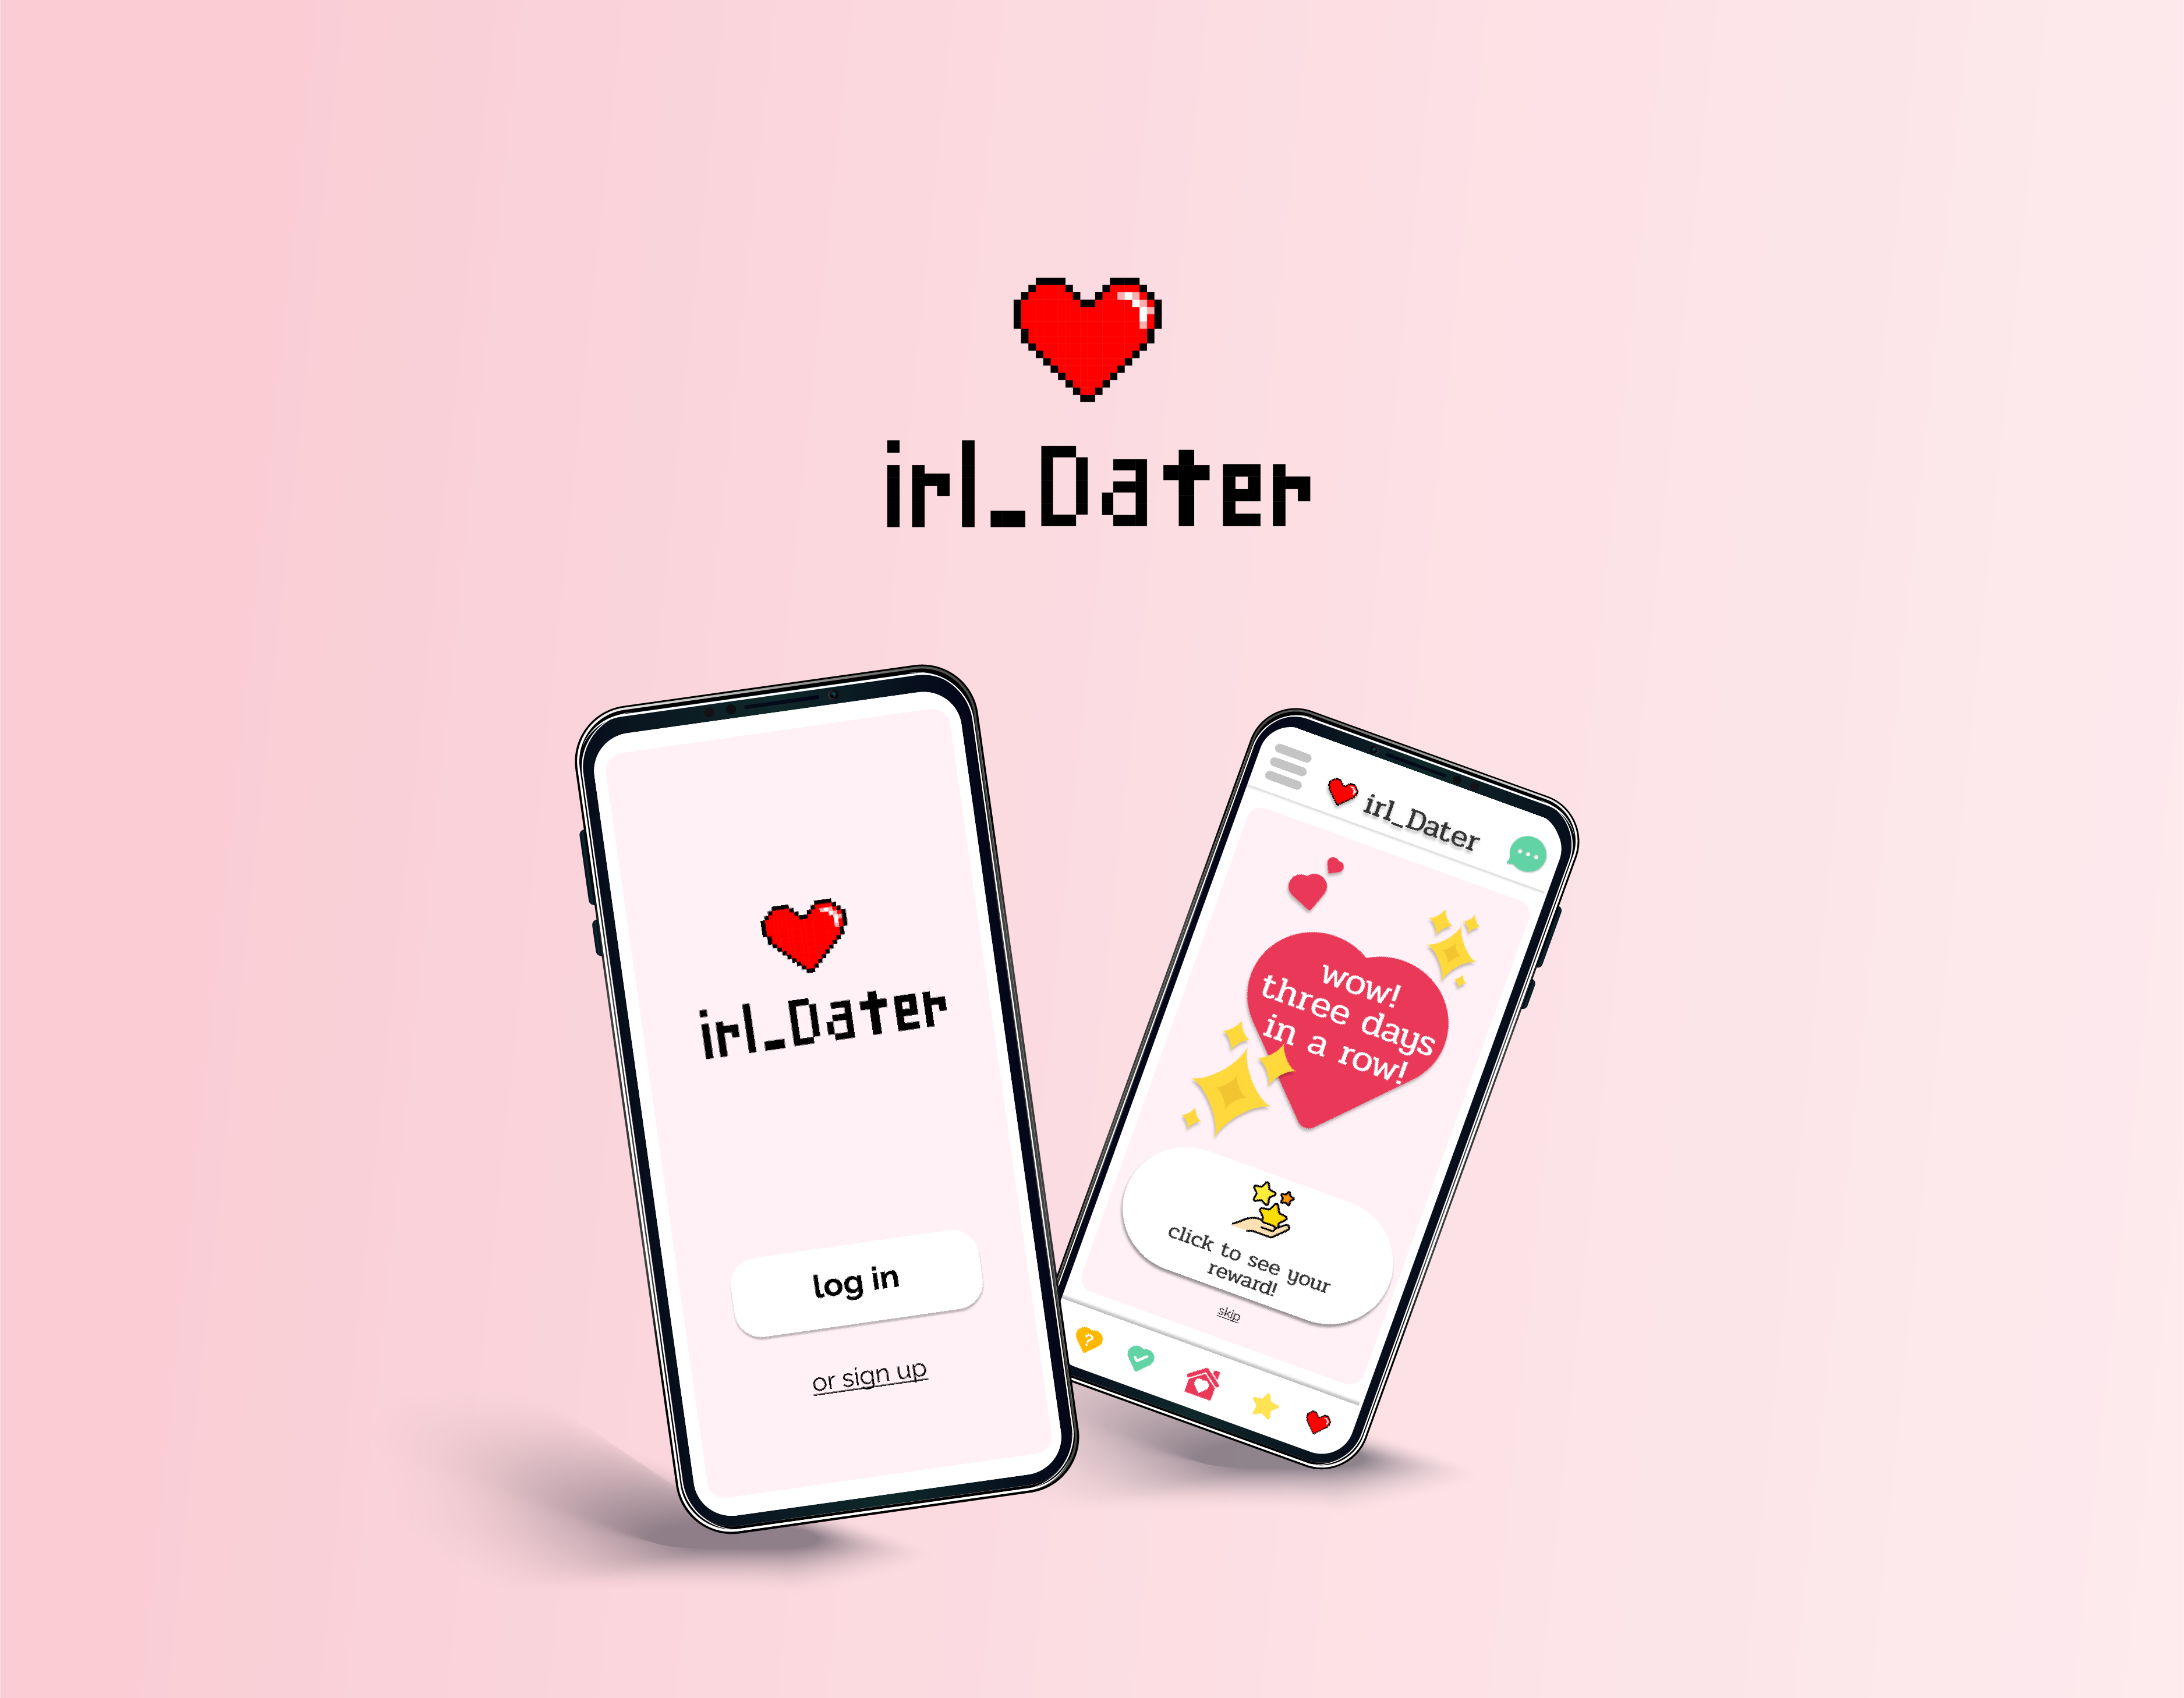 irl_Dater
irl_Dater
log in
or sign up
irl_Dater
wow!
three days
in a row!
click to see your
reward!
skip
?